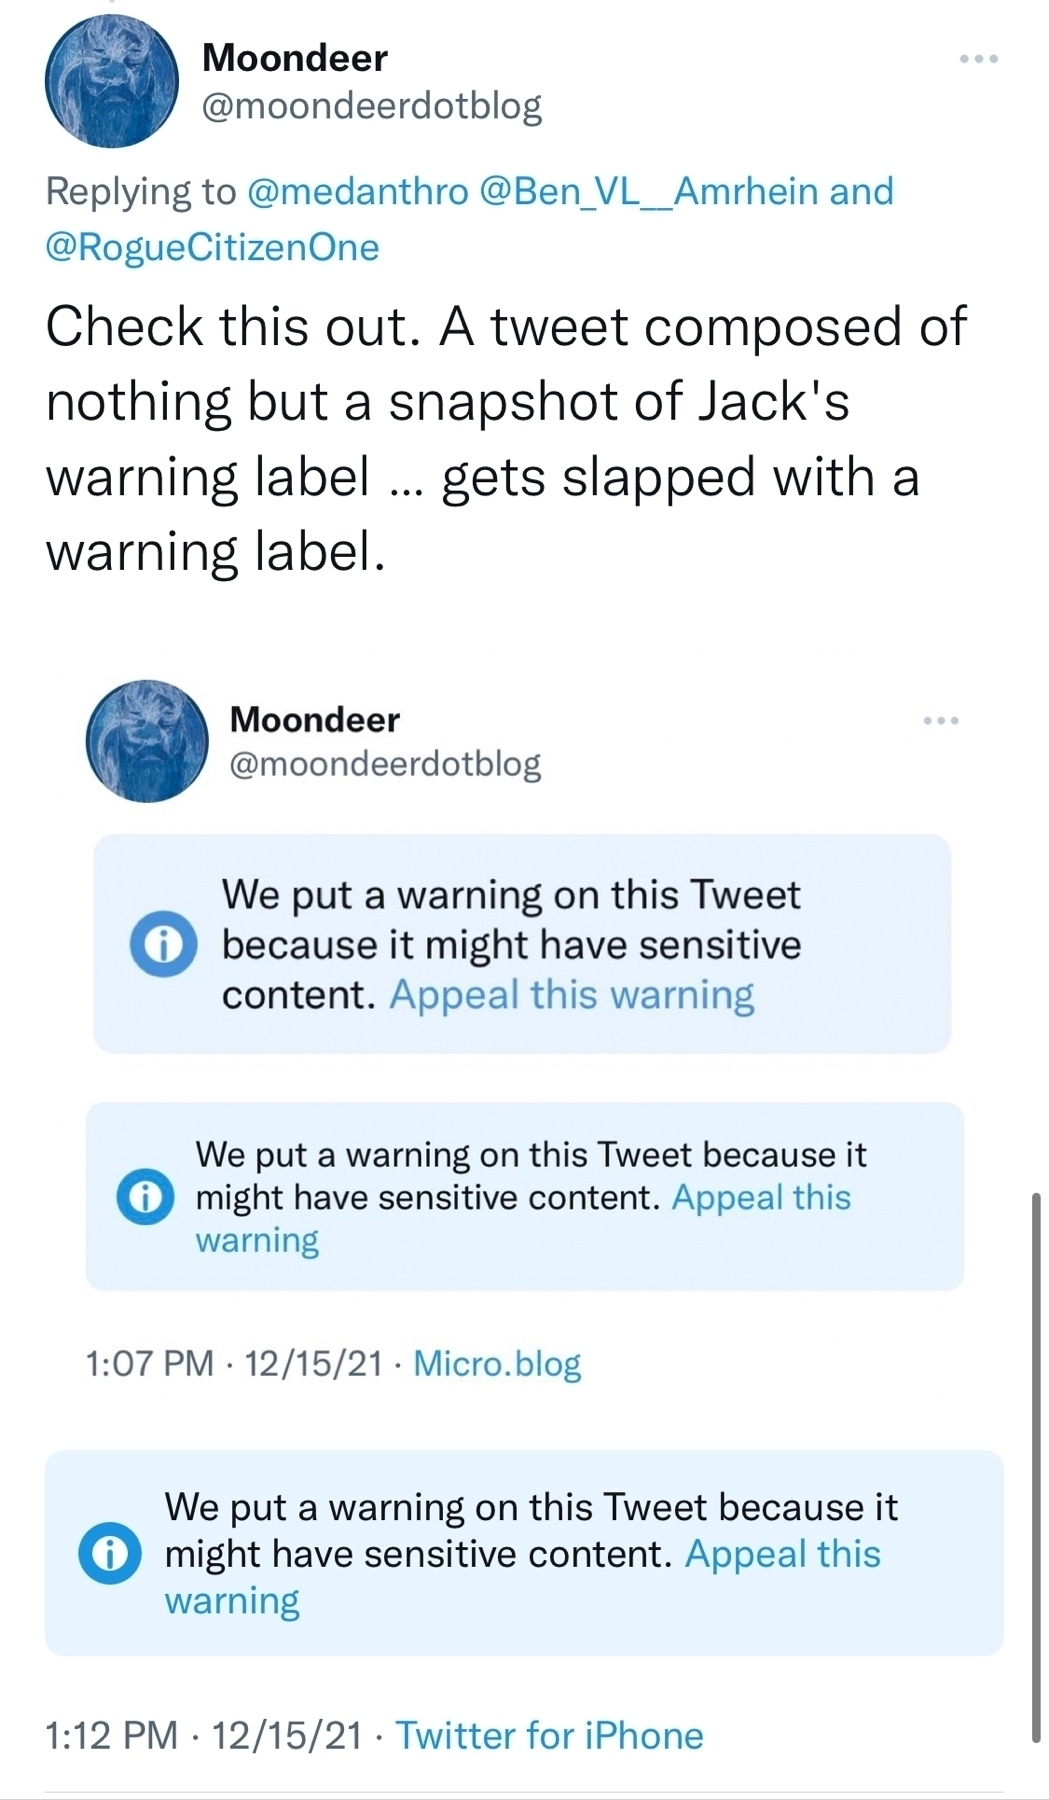 Moondeer
@moondeerdotblog
Replying to @medanthro @Ben_VL__Amrhein and
@RogueCitizenOne
Check this out. A tweet composed of
nothing but a snapshot of Jack's
warning label ... gets slapped with a
warning label.
Moondeer
@moondeerdotblog
We put a warning on this Tweet
because it might have sensitive
content. Appeal this warning
We put a warning on this Tweet because it
might have sensitive content. Appeal this
warning
1:07 PM · 12/15/21 · Micro.blog
We put a warning on this Tweet because it
might have sensitive content. Appeal this
warning
1:12 PM · 12/15/21 · Twitter for iPhone